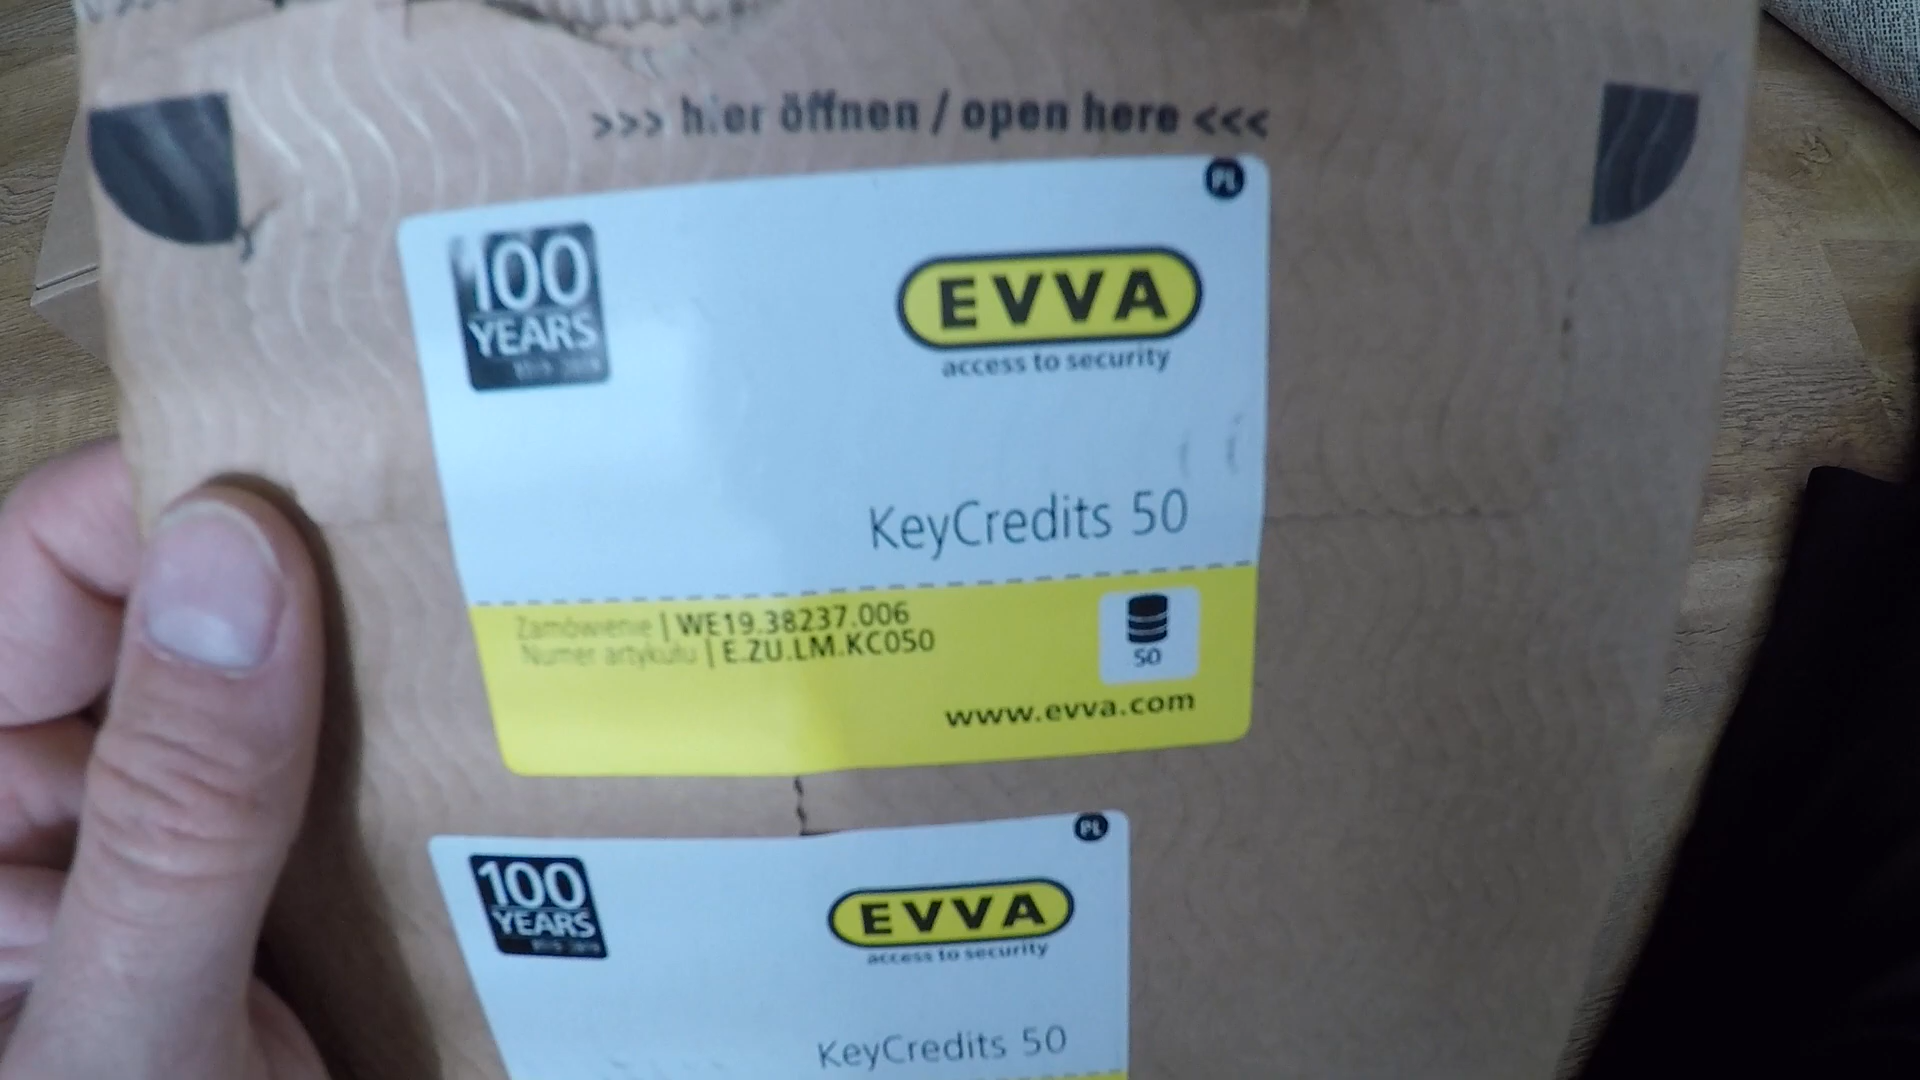 >>> hier öffnen / open here <<<
PL
100
YEARS
EVVA
access to security
KeyCredits 50
Zamówienie | WE19.38237.006
Numer artykułu | E.ZU.LM.KC050
50
www.evva.com
PL
100
YEARS
EVVA
access to security
KeyCredits 50